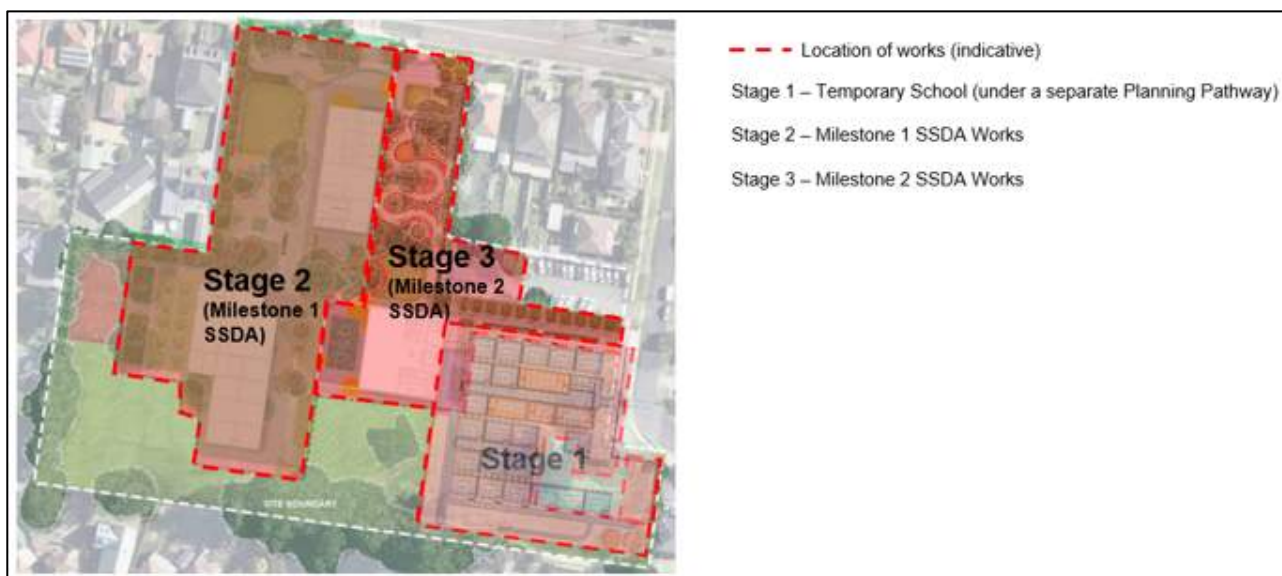 Stage 2
(Milestone 1
SSDA)
Stage 3
(Milestone 2
SSDA)
Stage 1
SITE BOUNDARY
Location of works (indicative)
Stage 1 – Temporary School (under a separate Planning Pathway)
Stage 2 – Milestone 1 SSDA Works
Stage 3 – Milestone 2 SSDA Works